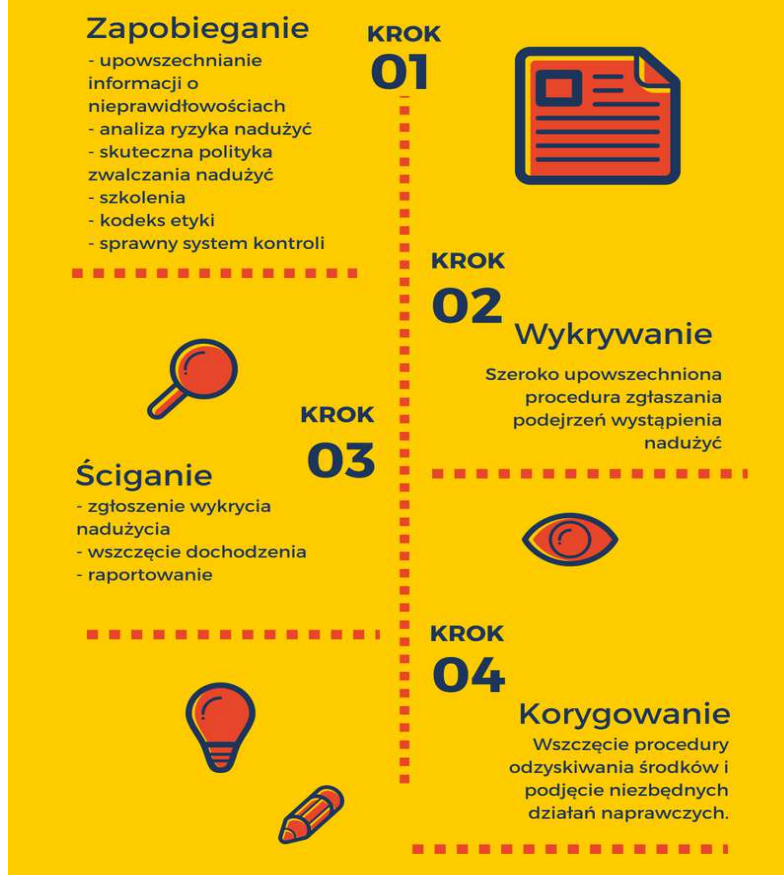 Zapobieganie
- upowszechnianie
informacji o
nieprawidłowościach
- analiza ryzyka nadużyć
- skuteczna polityka
zwalczania nadużyć
- szkolenia
- kodeks etyki
- sprawny system kontroli
KROK
01
KROK
02
Wykrywanie
Szeroko upowszechniona
procedura zgłaszania
podejrzeń wystąpienia
nadużyć
KROK
03
Ściganie
- zgłoszenie wykrycia
nadużycia
- wszczęcie dochodzenia
- raportowanie
KROK
04
Korygowanie
Wszczęcie procedury
odzyskiwania środków i
podjęcie niezbędnych
działań naprawczych.